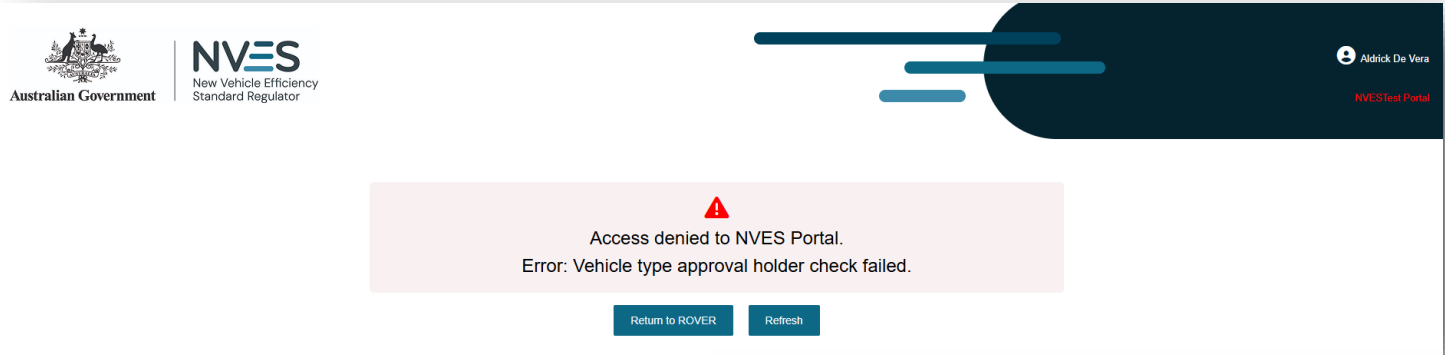 NVES
New Vehicle Efficiency
Standard Regulator
Australian Government
Aldrick De Vera
NVESTest Portal
Access denied to NVES Portal.
Error: Vehicle type approval holder check failed.
Return to ROVER
Refresh